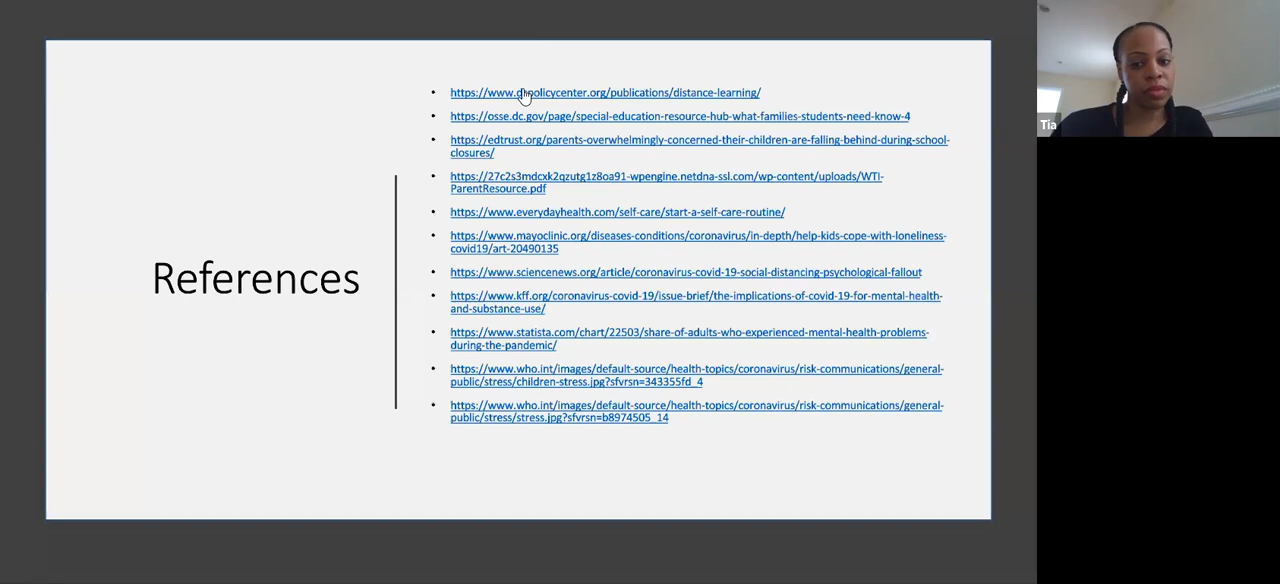 References
https://www.d policycenter.org/publications/distance-learning/
https://osse.dc.gov/page/special-education-resource-hub-what-families-students-need-know-4
https://edtrust.org/parents-overwhelmingly-concerned-their-children-are-falling-behind-during-school-
closures/
https://27c2s3mdcxk2qzutg1z8oa91-wpengine.netdna-ssl.com/wp-content/uploads/WTI-
ParentResource.pdf
https://www.everydayhealth.com/self-care/start-a-self-care-routine/
https://www.mayoclinic.org/diseases-conditions/coronavirus/in-depth/help-kids-cope-with-loneliness-
covid19/art-20490135
https://www.sciencenews.org/article/coronavirus-covid-19-social-distancing-psychological-fallout
https://www.kff.org/coronavirus-covid-19/issue-brief/the-implications-of-covid-19-for-mental-health-
and-substance-use/
https://www.statista.com/chart/22503/share-of-adults-who-experienced-mental-health-problems-
during-the-pandemic/
https://www.who.int/images/default-source/health-topics/coronavirus/risk-communications/general-
public/stress/children-stress.jpg?sfvrsn=343355fd_4
https://www.who.int/images/default-source/health-topics/coronavirus/risk-communications/general-
public/stress/stress.jpg?sfvrsn=b8974505_14
Tia